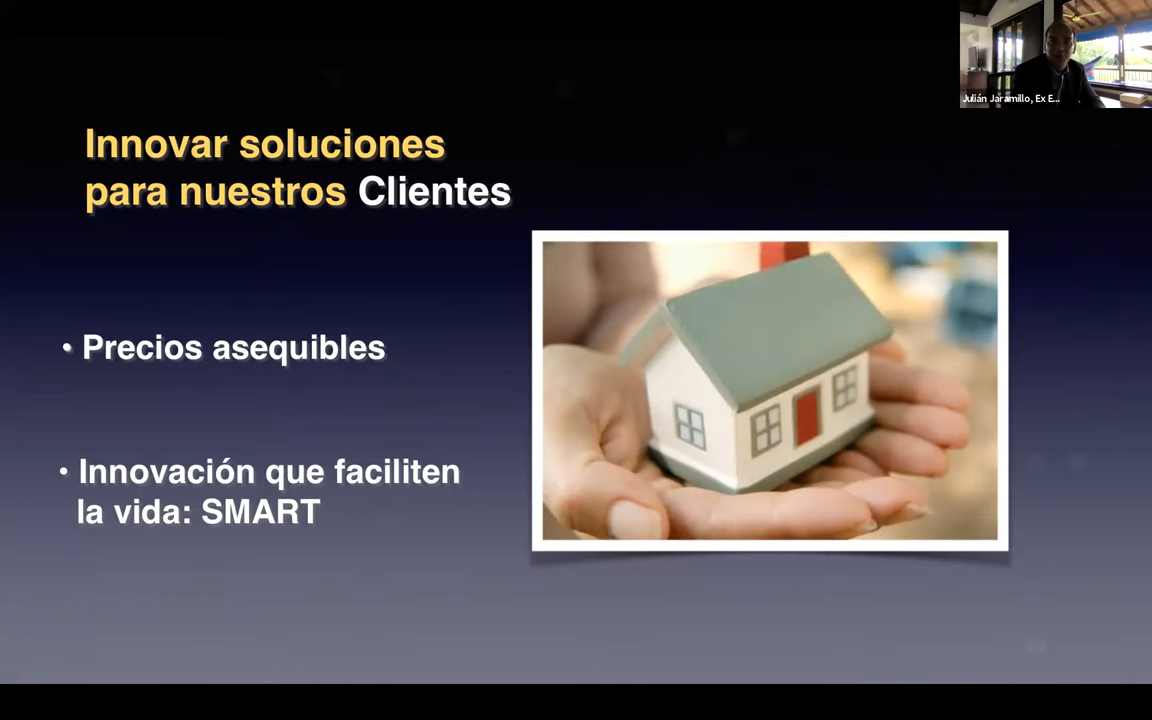 Julián Jaramillo, Ex E...
Innovar soluciones
para nuestros Clientes
• Precios asequibles
• Innovación que faciliten
la vida: SMART